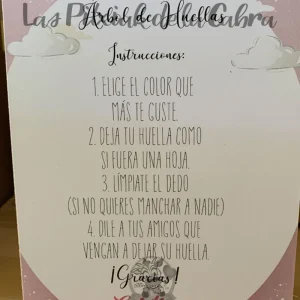 Las Piedras de la Cabra
Árbol de Huellas
Instrucciones:
1. ELIGE EL COLOR QUE
MÁS TE GUSTE.
2. DEJA TU HUELLA COMO
SI FUERA UNA HOJA.
3. LÍMPIATE EL DEDO
(SI NO QUIERES MANCHAR A NADIE)
4. DILE A TUS AMIGOS QUE
VENGAN A DEJAR SU HUELLA.
¡Gracias!